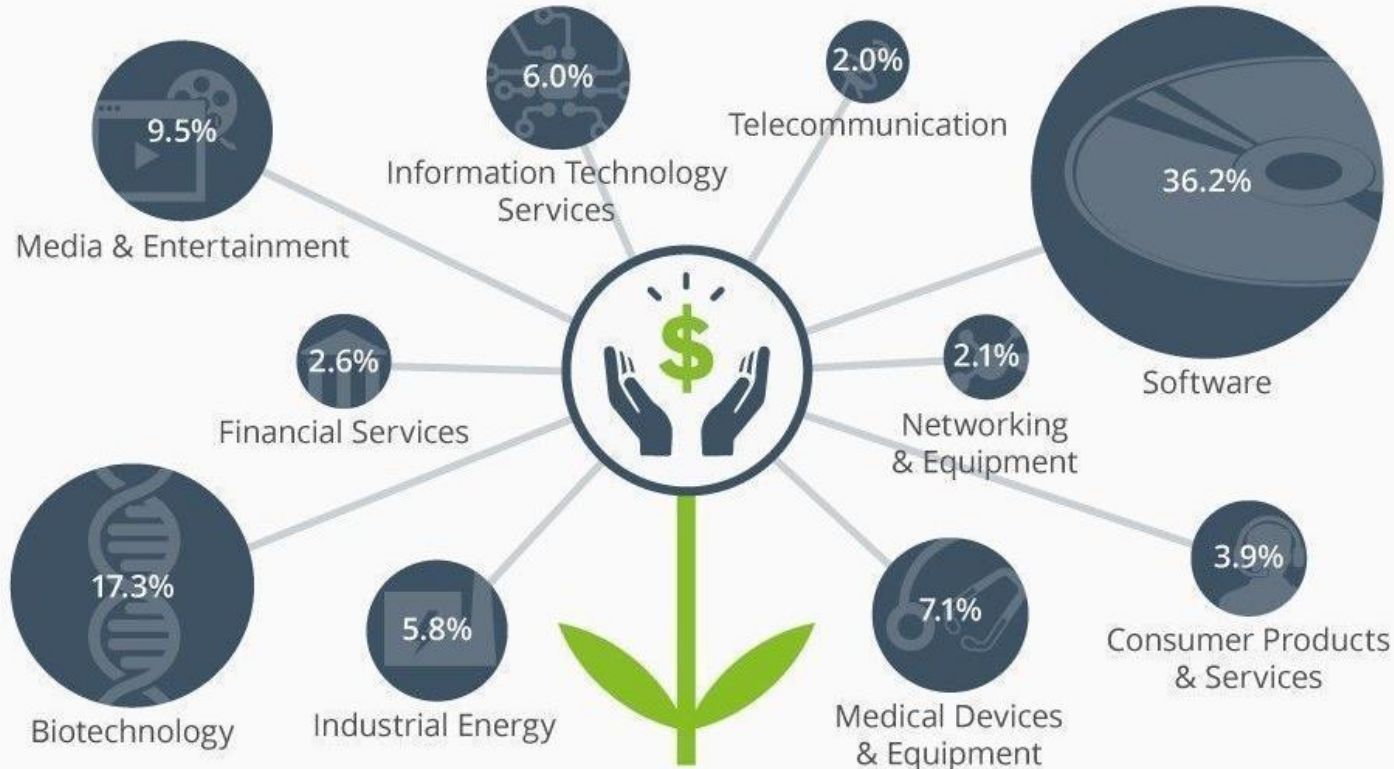 9.5%
Media & Entertainment
6.0%
Information Technology
Services
2.0%
Telecommunication
36.2%
Software
$
2.6%
Financial Services
2.1%
Networking
& Equipment
17.3%
Biotechnology
5.8%
Industrial Energy
7.1%
Medical Devices
& Equipment
3.9%
Consumer Products
& Services